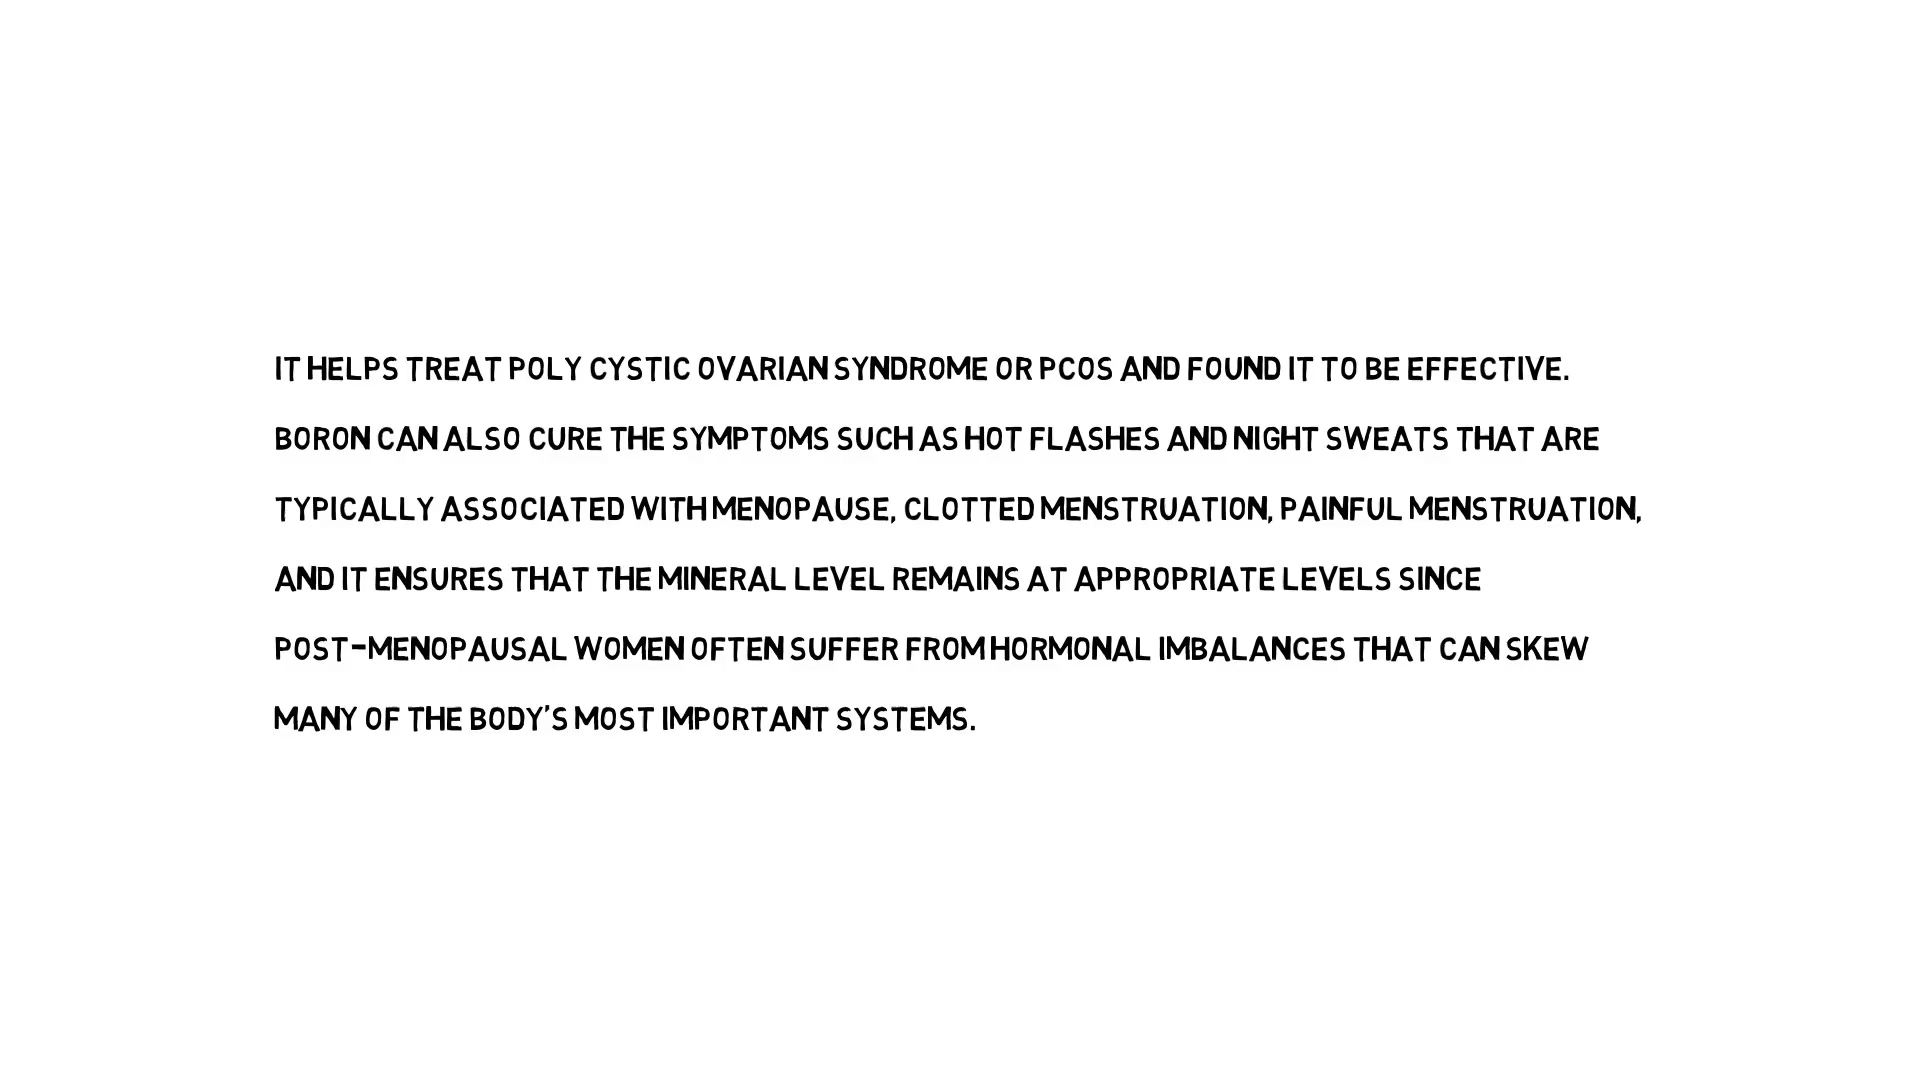 IT HELPS TREAT POLY CYSTIC OVARIAN SYNDROME OR PCOS AND FOUND IT TO BE EFFECTIVE.
BORON CAN ALSO CURE THE SYMPTOMS SUCH AS HOT FLASHES AND NIGHT SWEATS THAT ARE
TYPICALLY ASSOCIATED WITH MENOPAUSE, CLOTTED MENSTRUATION, PAINFUL MENSTRUATION,
AND IT ENSURES THAT THE MINERAL LEVEL REMAINS AT APPROPRIATE LEVELS SINCE
POST-MENOPAUSAL WOMEN OFTEN SUFFER FROM HORMONAL IMBALANCES THAT CAN SKEW
MANY OF THE BODY'S MOST IMPORTANT SYSTEMS.